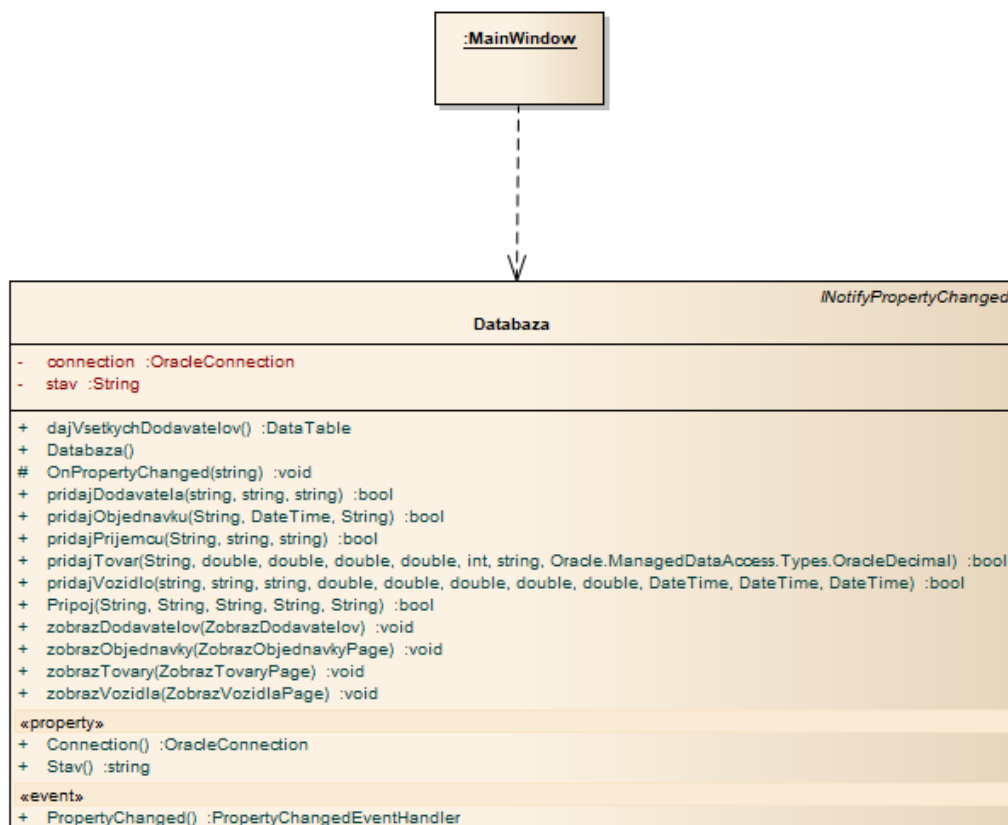 :MainWindow
INotifyPropertyChanged
Databaza
- connection :OracleConnection
- stav :String
+ dajVsetkychDodavatelov() :DataTable
+ Databaza()
# OnPropertyChanged(string) :void
+ pridajDodavatela(string, string, string) :bool
+ pridajObjednavku(String, DateTime, String) :bool
+ pridajPrijemcu(String, string, string) :bool
+ pridajTovar(String, double, double, double, double, int, string, Oracle.ManagedDataAccess.Types.OracleDecimal) :bool
+ pridajVozidlo(string, string, string, double, double, double, double, double, DateTime, DateTime, DateTime) :bool
+ Pripoj(String, String, String, String, String) :bool
+ zobrazDodavatelov(ZobrazDodavatelov) :void
+ zobrazObjednavky(ZobrazObjednavkyPage) :void
+ zobrazTovary(ZobrazTovaryPage) :void
+ zobrazVozidla(ZobrazVozidlaPage) :void
«property»
+ Connection() :OracleConnection
+ Stav() :string
«event»
+ PropertyChanged() :PropertyChangedEventHandler